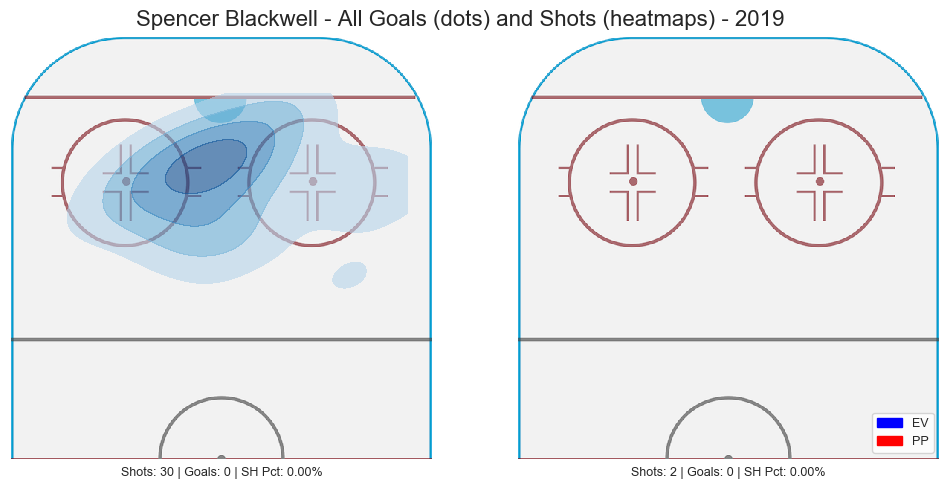 Spencer Blackwell - All Goals (dots) and Shots (heatmaps) - 2019
EV
PP
Shots: 30 | Goals: 0 | SH Pct: 0.00%
Shots: 2 | Goals: 0 | SH Pct: 0.00%